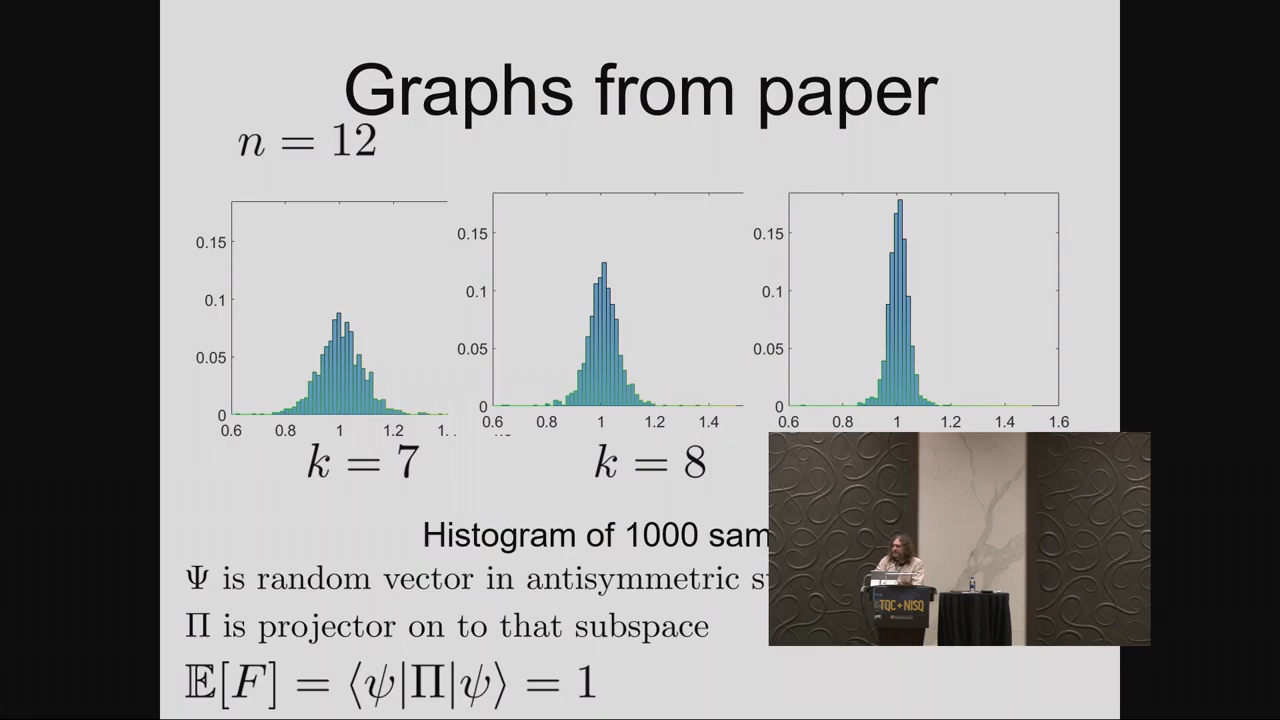 Graphs from paper
n = 12
0.15
0.1
0.05
0
0.6 0.8 1 1.2
k = 7
0.15
0.1
0.05
0
0.6 0.8 1 1.2 1.4
k = 8
0.15
0.1
0.05
0
0.6 0.8 1 1.2 1.4 1.6
Histogram of 1000 sam
Ψ is random vector in antisymmetric
Π is projector on to that subspace
𝔼[F] = ⟨ψ|Π|ψ⟩ = 1
TQC+NISQ